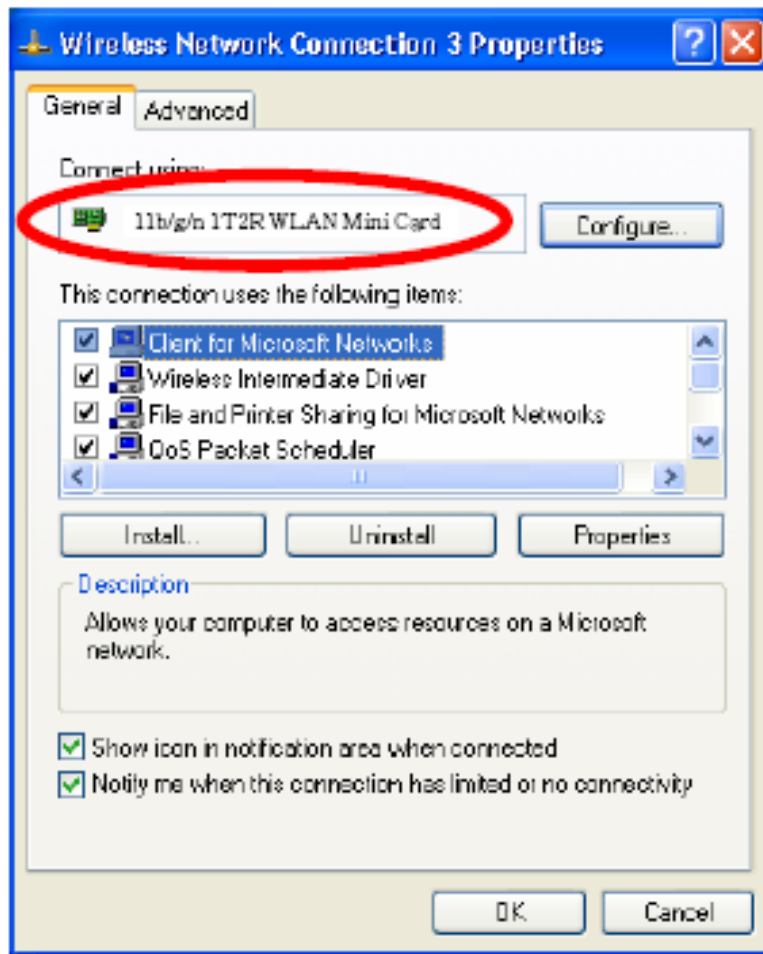 Wireless Network Connection 3 Properties
General Advanced
Connect using:
11b/g/n 1T2R WLAN Mini Card Configure...
This connection uses the following items:
Client for Microsoft Networks
Wireless Intermediate Driver
File and Printer Sharing for Microsoft Networks
QoS Packet Scheduler
Install... Uninstall Properties
Description
Allows your computer to access resources on a Microsoft
network.
Show icon in notification area when connected
Notify me when this connection has limited or no connectivity
OK Cancel